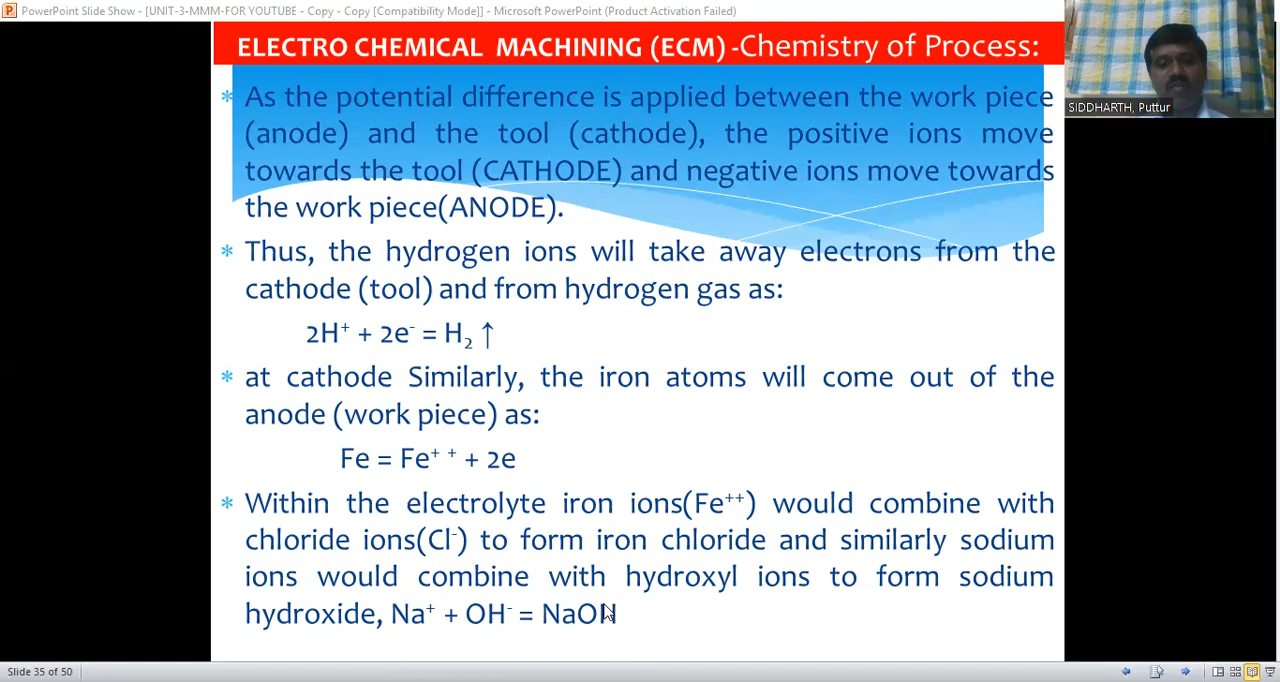 PowerPoint Slide Show - [UNIT-3-MMM-FOR YOUTUBE - Copy - Copy [Compatibility Mode]] - Microsoft PowerPoint (Product Activation Failed)
ELECTRO CHEMICAL MACHINING (ECM) -Chemistry of Process:
SIDDHARTH, Puttur
* As the potential difference is applied between the work piece
(anode) and the tool (cathode), the positive ions move
towards the tool (CATHODE) and negative ions move towards
the work piece(ANODE).
* Thus, the hydrogen ions will take away electrons from the
cathode (tool) and from hydrogen gas as:
2H⁺ + 2e⁻ = H₂ ↑
* at cathode Similarly, the iron atoms will come out of the
anode (work piece) as:
Fe = Fe⁺ ⁺ + 2e
* Within the electrolyte iron ions(Fe⁺⁺) would combine with
chloride ions(Cl⁻) to form iron chloride and similarly sodium
ions would combine with hydroxyl ions to form sodium
hydroxide, Na⁺ + OH⁻ = NaOH
Slide 35 of 50